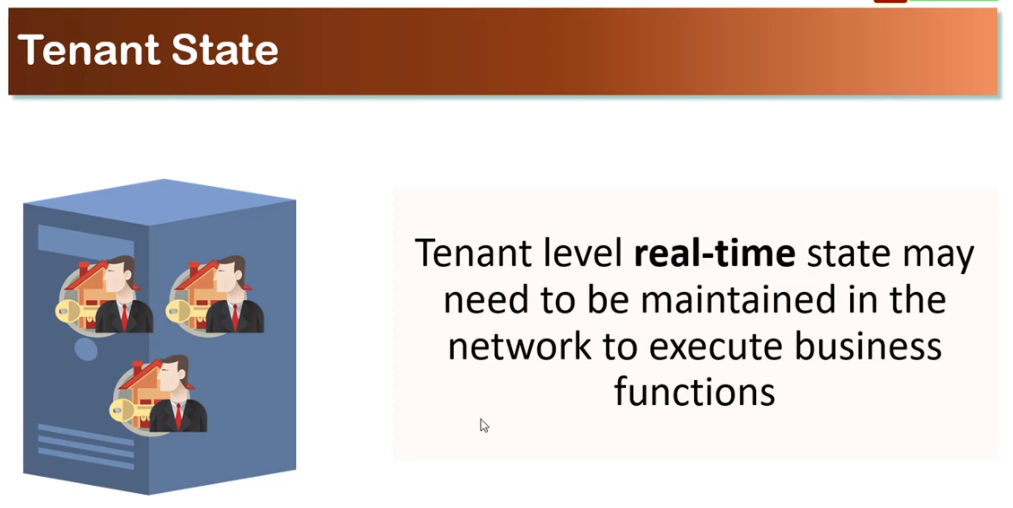 Tenant State
Tenant level real-time state may
need to be maintained in the
network to execute business
functions